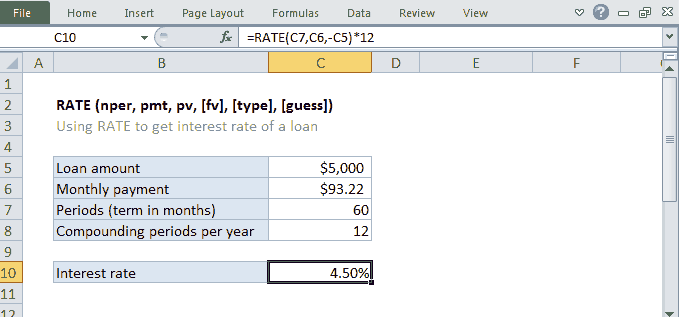 File Home Insert Page Layout Formulas Data Review View ?
C10 fx =RATE(C7,C6,-C5)*12
A B C D E F
1
2 RATE (nper, pmt, pv, [fv], [type], [guess])
3 Using RATE to get interest rate of a loan
4
5 Loan amount $5,000
6 Monthly payment $93.22
7 Periods (term in months) 60
8 Compounding periods per year 12
9
10 Interest rate 4.50%
11
12